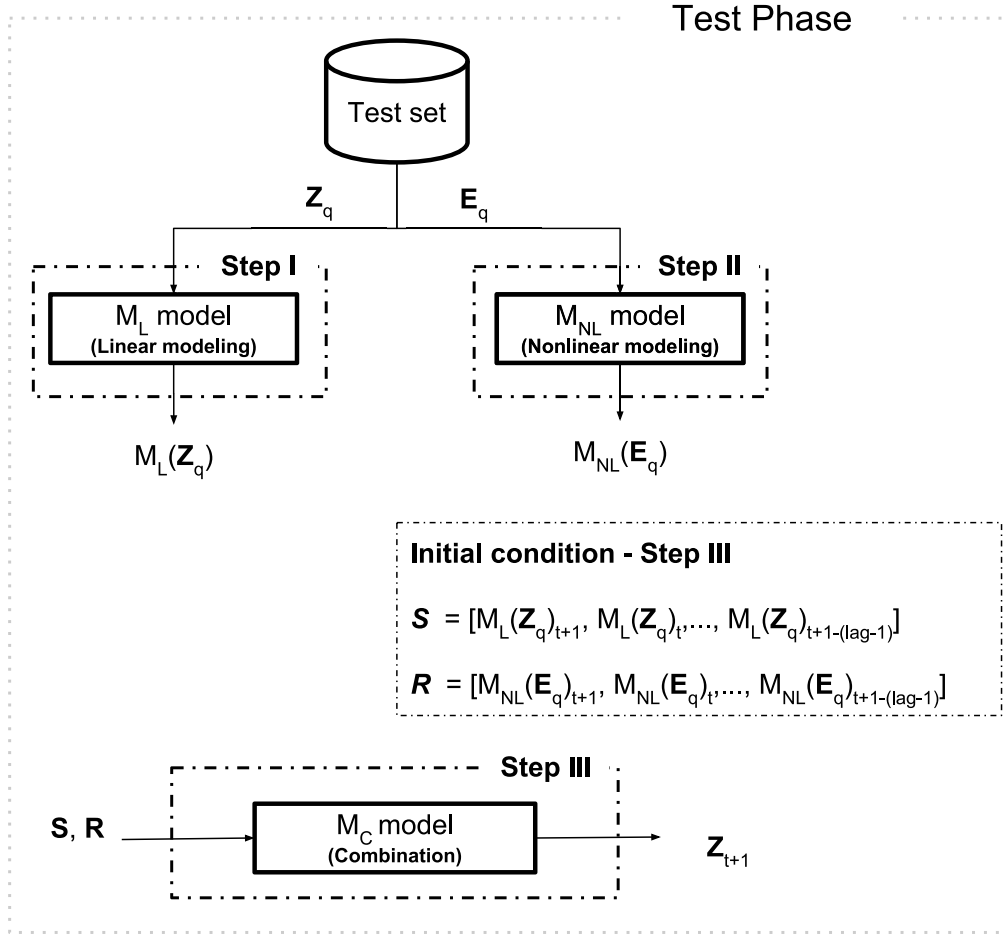 Test Phase
Test set
Z_q
E_q
Step I
Step II
M_L model
(Linear modeling)
M_NL model
(Nonlinear modeling)
M_L(Z_q)
M_NL(E_q)
Initial condition - Step III
S = [M_L(Z_q)_t+1, M_L(Z_q)_t,..., M_L(Z_q)_t+1-(lag-1)]
R = [M_NL(E_q)_t+1, M_NL(E_q)_t,..., M_NL(E_q)_t+1-(lag-1)]
Step III
S, R
M_C model
(Combination)
Z_t+1